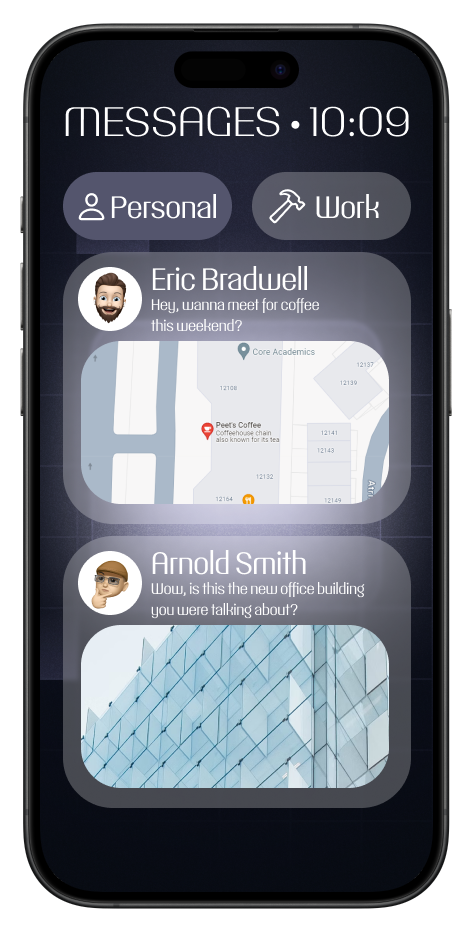 MESSAGES • 10:09
Personal
Work
Eric Bradwell
Hey, wanna meet for coffee
this weekend?
Core Academics
12137
12139
12108
Peet's Coffee
Coffeehouse chain
also known for its tea
12141
12143
12132
12164
12149
Atri
Arnold Smith
Wow, is this the new office building
you were talking about?